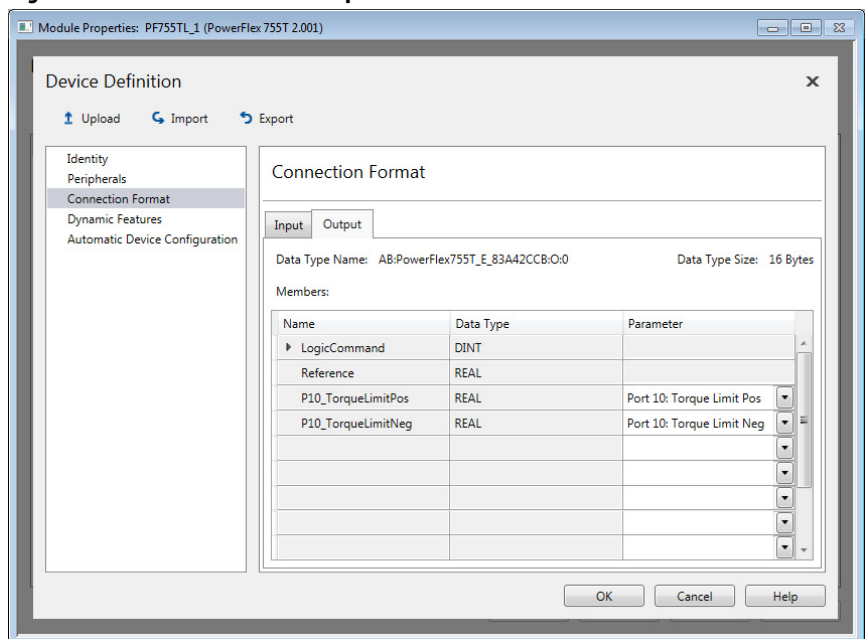 Module Properties: PF755TL_1 (PowerFlex 755T 2.001)
Device Definition
Upload Import Export
Identity
Peripherals
Connection Format
Dynamic Features
Automatic Device Configuration
Connection Format
Input Output
Data Type Name: AB:PowerFlex755T_E_83A42CCB:O:0 Data Type Size: 16 Bytes
Members:
Name Data Type Parameter
LogicCommand DINT
Reference REAL
P10_TorqueLimitPos REAL Port 10: Torque Limit Pos
P10_TorqueLimitNeg REAL Port 10: Torque Limit Neg
OK Cancel Help